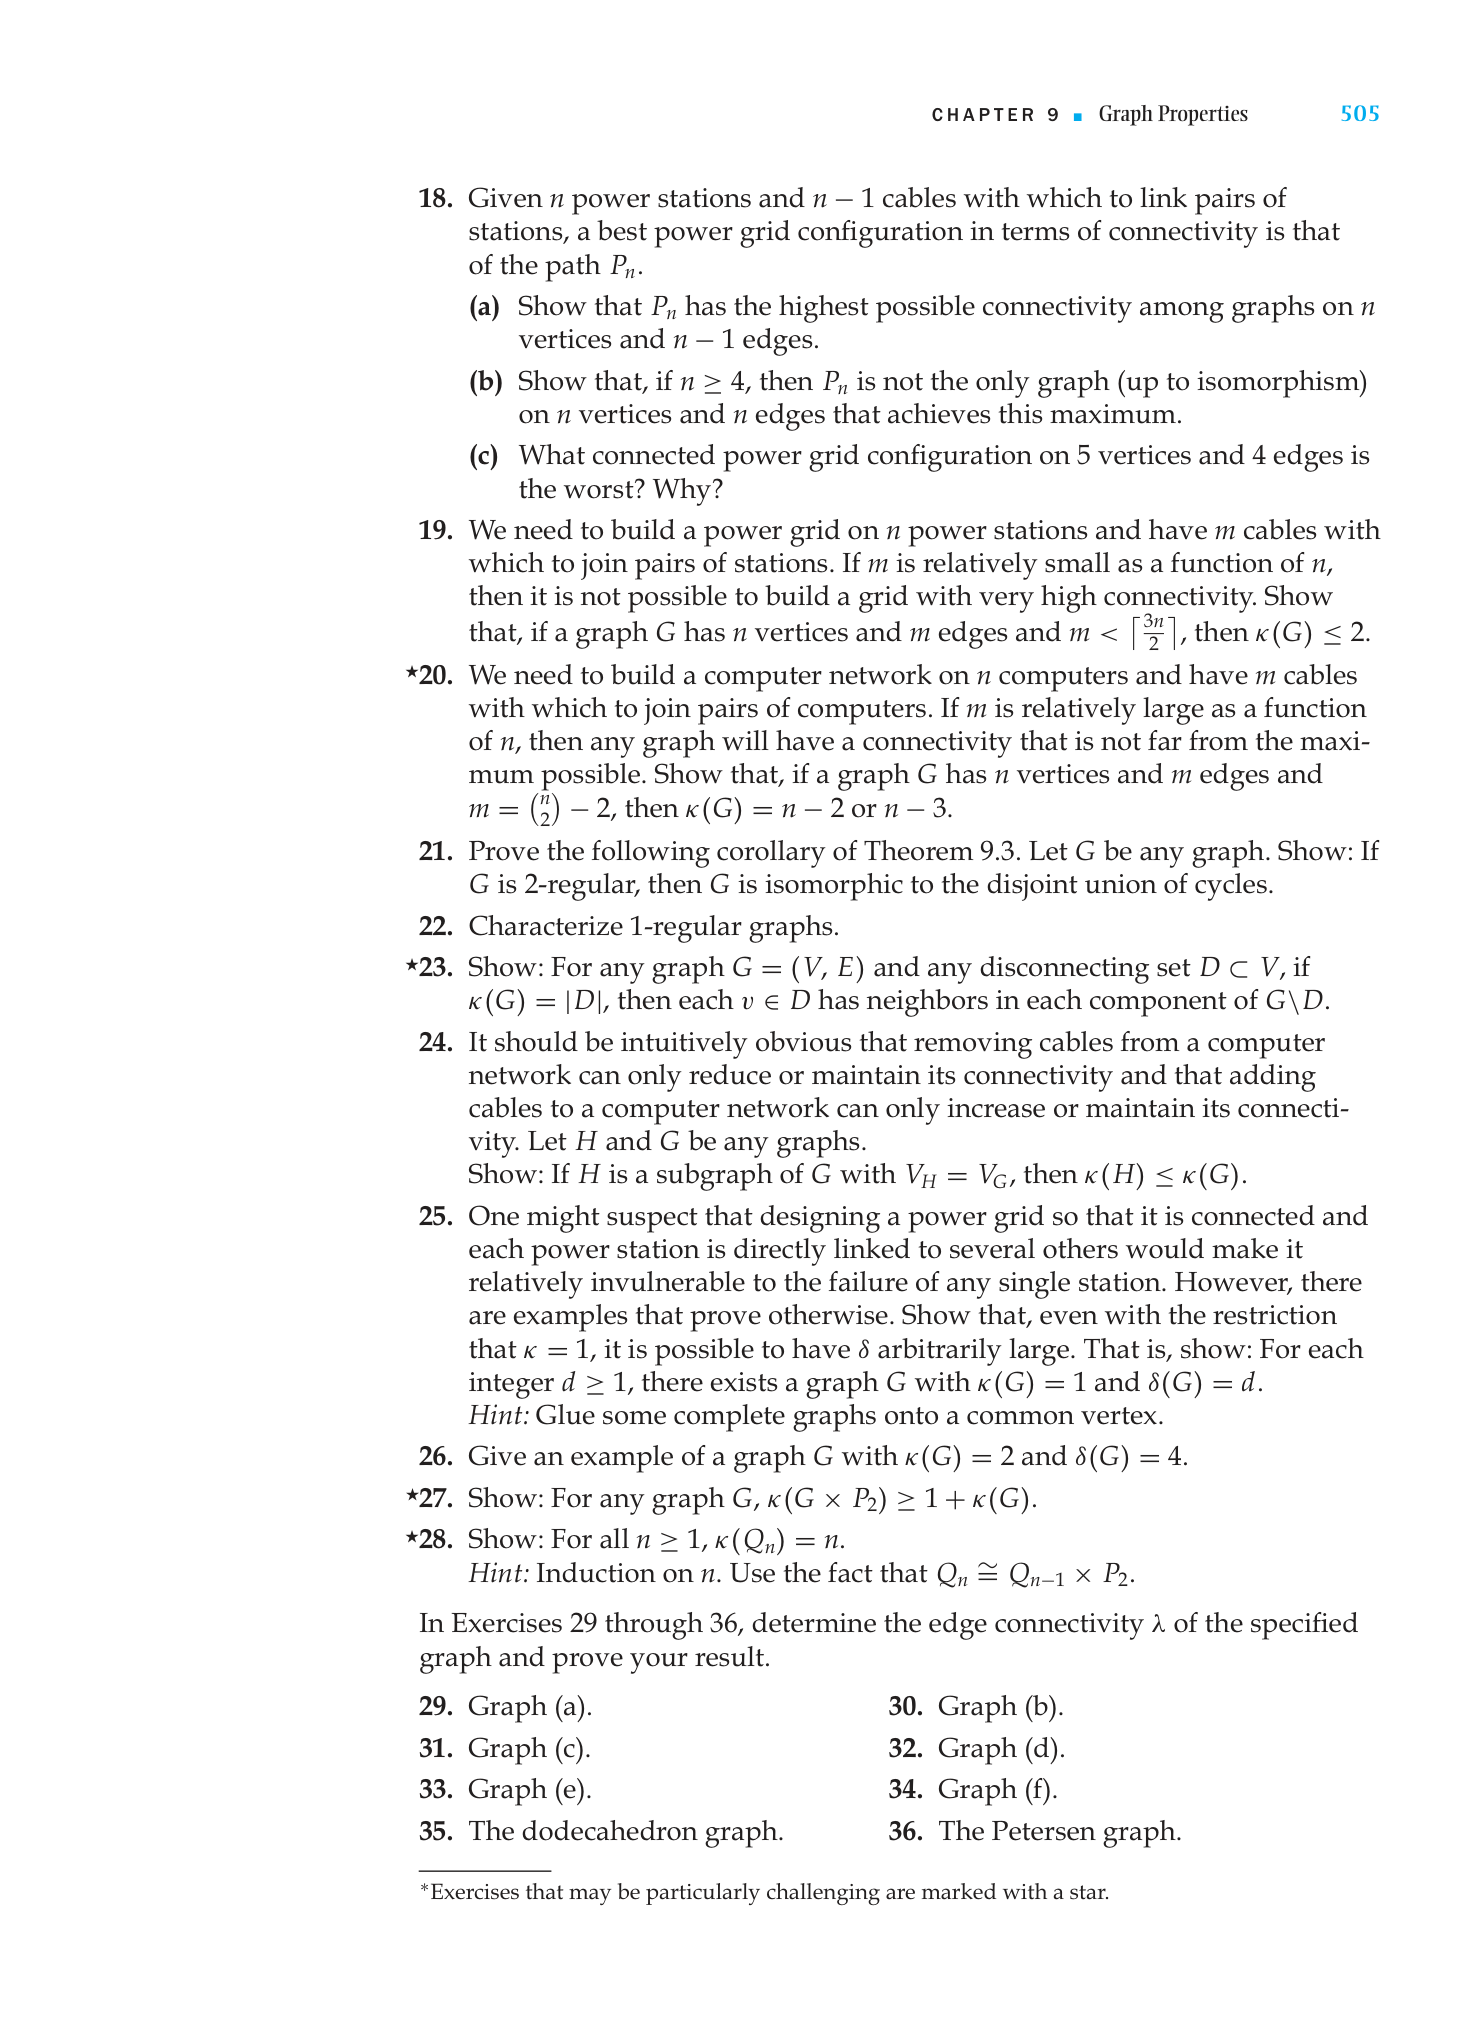 CHAPTER 9 ■ Graph Properties 505
18. Given n power stations and n − 1 cables with which to link pairs of
stations, a best power grid configuration in terms of connectivity is that
of the path Pₙ.
(a) Show that Pₙ has the highest possible connectivity among graphs on n
vertices and n − 1 edges.
(b) Show that, if n ≥ 4, then Pₙ is not the only graph (up to isomorphism)
on n vertices and n edges that achieves this maximum.
(c) What connected power grid configuration on 5 vertices and 4 edges is
the worst? Why?
19. We need to build a power grid on n power stations and have m cables with
which to join pairs of stations. If m is relatively small as a function of n,
then it is not possible to build a grid with very high connectivity. Show
that, if a graph G has n vertices and m edges and m < ⌈3n/2⌉, then κ(G) ≤ 2.
★20. We need to build a computer network on n computers and have m cables
with which to join pairs of computers. If m is relatively large as a function
of n, then any graph will have a connectivity that is not far from the maxi-
mum possible. Show that, if a graph G has n vertices and m edges and
m = (n 2) − 2, then κ(G) = n − 2 or n − 3.
21. Prove the following corollary of Theorem 9.3. Let G be any graph. Show: If
G is 2-regular, then G is isomorphic to the disjoint union of cycles.
22. Characterize 1-regular graphs.
★23. Show: For any graph G = (V, E) and any disconnecting set D ⊂ V, if
κ(G) = |D|, then each v ∈ D has neighbors in each component of G\D.
24. It should be intuitively obvious that removing cables from a computer
network can only reduce or maintain its connectivity and that adding
cables to a computer network can only increase or maintain its connecti-
vity. Let H and G be any graphs.
Show: If H is a subgraph of G with V_H = V_G, then κ(H) ≤ κ(G).
25. One might suspect that designing a power grid so that it is connected and
each power station is directly linked to several others would make it
relatively invulnerable to the failure of any single station. However, there
are examples that prove otherwise. Show that, even with the restriction
that κ = 1, it is possible to have δ arbitrarily large. That is, show: For each
integer d ≥ 1, there exists a graph G with κ(G) = 1 and δ(G) = d.
Hint: Glue some complete graphs onto a common vertex.
26. Give an example of a graph G with κ(G) = 2 and δ(G) = 4.
★27. Show: For any graph G, κ(G × P₂) ≥ 1 + κ(G).
★28. Show: For all n ≥ 1, κ(Qₙ) = n.
Hint: Induction on n. Use the fact that Qₙ ≅ Qₙ₋₁ × P₂.
In Exercises 29 through 36, determine the edge connectivity λ of the specified
graph and prove your result.
29. Graph (a). 30. Graph (b).
31. Graph (c). 32. Graph (d).
33. Graph (e). 34. Graph (f).
35. The dodecahedron graph. 36. The Petersen graph.
*Exercises that may be particularly challenging are marked with a star.